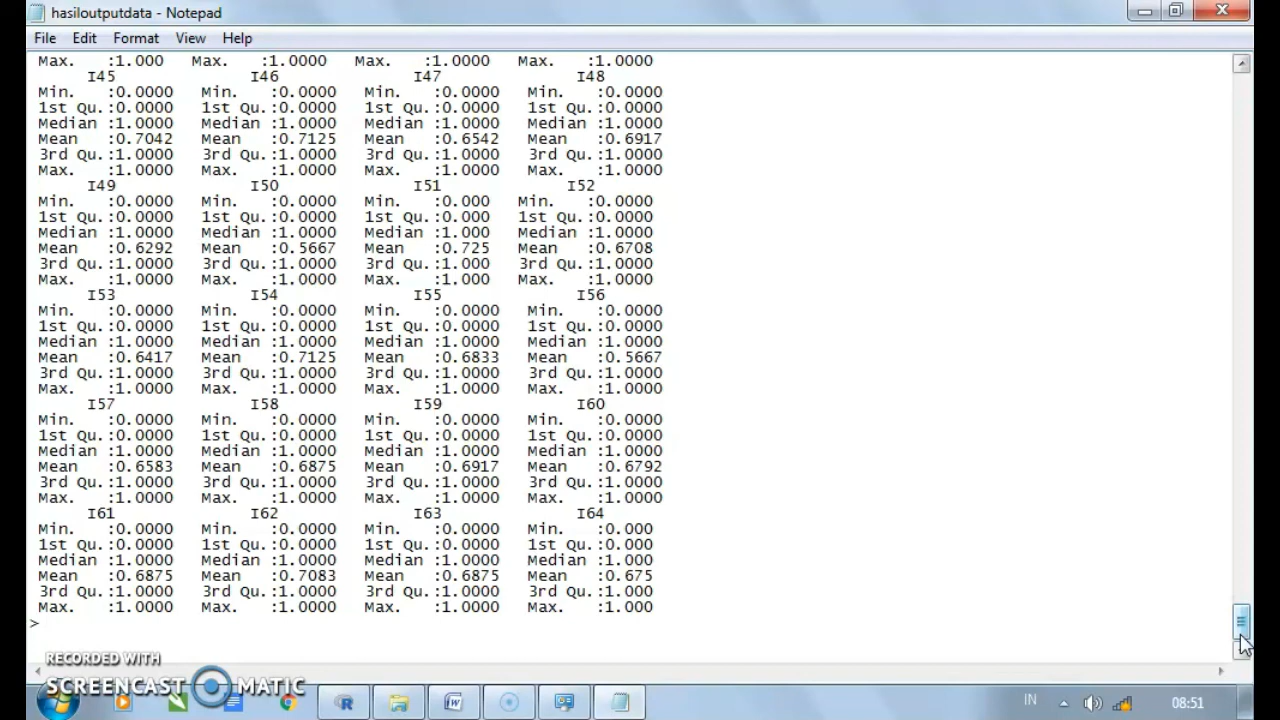 hasiloutputdata - Notepad
File Edit Format View Help
Max. :1.000 Max. :1.0000 Max. :1.0000 Max. :1.0000
I45 I46 I47 I48
Min. :0.0000 Min. :0.0000 Min. :0.0000 Min. :0.0000
1st Qu.:0.0000 1st Qu.:0.0000 1st Qu.:0.0000 1st Qu.:0.0000
Median :1.0000 Median :1.0000 Median :1.0000 Median :1.0000
Mean :0.7042 Mean :0.7125 Mean :0.6542 Mean :0.6917
3rd Qu.:1.0000 3rd Qu.:1.0000 3rd Qu.:1.0000 3rd Qu.:1.0000
Max. :1.0000 Max. :1.0000 Max. :1.0000 Max. :1.0000
I49 I50 I51 I52
Min. :0.0000 Min. :0.0000 Min. :0.000 Min. :0.0000
1st Qu.:0.0000 1st Qu.:0.0000 1st Qu.:0.000 1st Qu.:0.0000
Median :1.0000 Median :1.0000 Median :1.000 Median :1.0000
Mean :0.6292 Mean :0.5667 Mean :0.725 Mean :0.6708
3rd Qu.:1.0000 3rd Qu.:1.0000 3rd Qu.:1.000 3rd Qu.:1.0000
Max. :1.0000 Max. :1.0000 Max. :1.000 Max. :1.0000
I53 I54 I55 I56
Min. :0.0000 Min. :0.0000 Min. :0.0000 Min. :0.0000
1st Qu.:0.0000 1st Qu.:0.0000 1st Qu.:0.0000 1st Qu.:0.0000
Median :1.0000 Median :1.0000 Median :1.0000 Median :1.0000
Mean :0.6417 Mean :0.7125 Mean :0.6833 Mean :0.5667
3rd Qu.:1.0000 3rd Qu.:1.0000 3rd Qu.:1.0000 3rd Qu.:1.0000
Max. :1.0000 Max. :1.0000 Max. :1.0000 Max. :1.0000
I57 I58 I59 I60
Min. :0.0000 Min. :0.0000 Min. :0.0000 Min. :0.0000
1st Qu.:0.0000 1st Qu.:0.0000 1st Qu.:0.0000 1st Qu.:0.0000
Median :1.0000 Median :1.0000 Median :1.0000 Median :1.0000
Mean :0.6583 Mean :0.6875 Mean :0.6917 Mean :0.6792
3rd Qu.:1.0000 3rd Qu.:1.0000 3rd Qu.:1.0000 3rd Qu.:1.0000
Max. :1.0000 Max. :1.0000 Max. :1.0000 Max. :1.0000
I61 I62 I63 I64
Min. :0.0000 Min. :0.0000 Min. :0.0000 Min. :0.000
1st Qu.:0.0000 1st Qu.:0.0000 1st Qu.:0.0000 1st Qu.:0.000
Median :1.0000 Median :1.0000 Median :1.0000 Median :1.000
Mean :0.6875 Mean :0.7083 Mean :0.6875 Mean :0.675
3rd Qu.:1.0000 3rd Qu.:1.0000 3rd Qu.:1.0000 3rd Qu.:1.000
Max. :1.0000 Max. :1.0000 Max. :1.0000 Max. :1.000
>
RECORDED WITH
SCREENCAST MATIC
IN 08:51